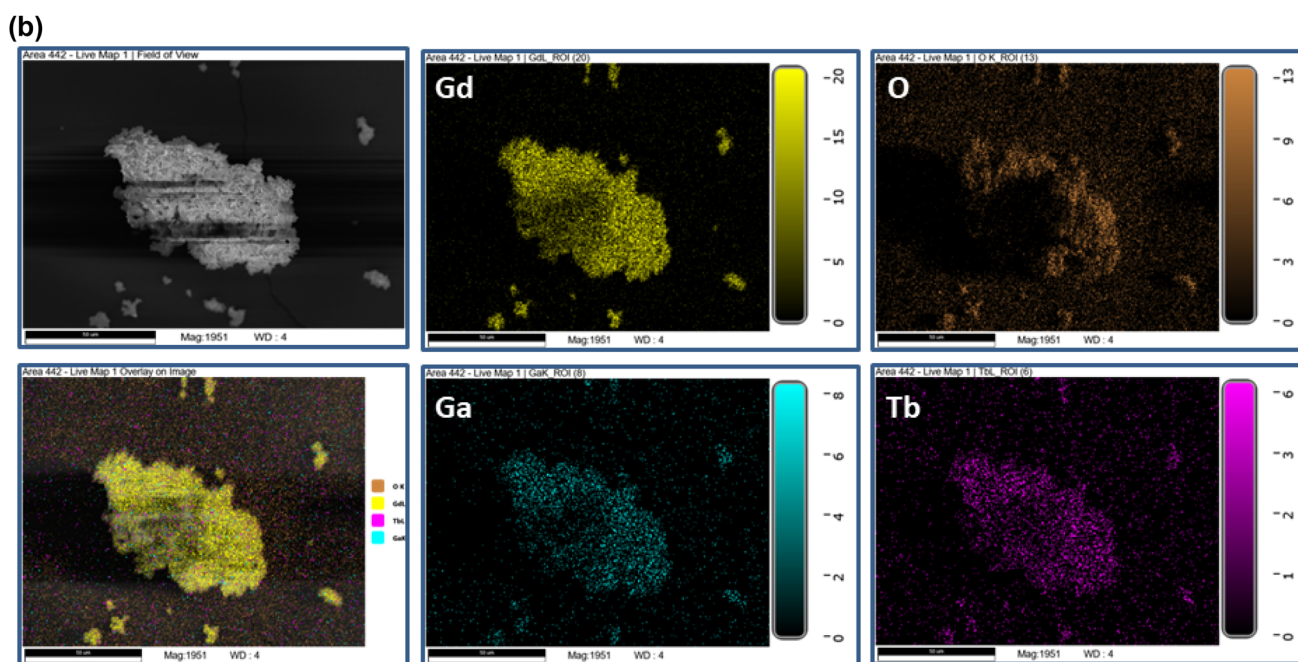 (b)
Area 442 - Live Map 1 | Field of View
Mag:1951 WD : 4
Area 442 - Live Map 1 | GdL_ROI (20)
Gd
20
15
10
5
0
Mag:1951 WD : 4
Area 442 - Live Map 1 | O K_ROI (13)
O
13
9
6
3
0
Mag:1951 WD : 4
Area 442 - Live Map 1 Overlay on Image
O K
GdL
TbL
GaK
Mag:1951 WD : 4
Area 442 - Live Map 1 | GaK_ROI (8)
Ga
8
6
4
2
0
Mag:1951 WD : 4
Area 442 - Live Map 1 | TbL_ROI (6)
Tb
6
3
2
1
0
Mag:1951 WD : 4